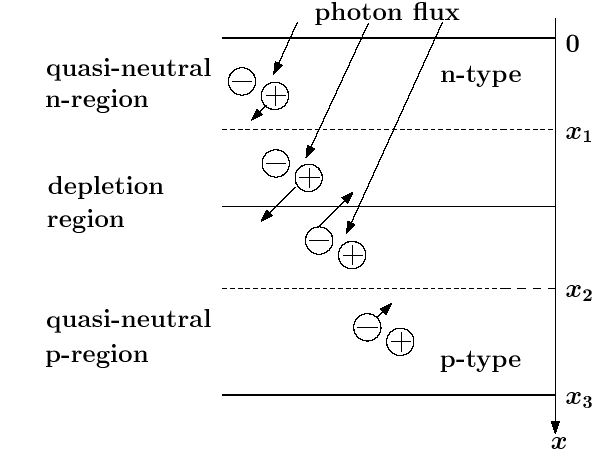 photon flux
0
quasi-neutral
n-region
n-type
x1
depletion
region
x2
quasi-neutral
p-region
p-type
x3
x